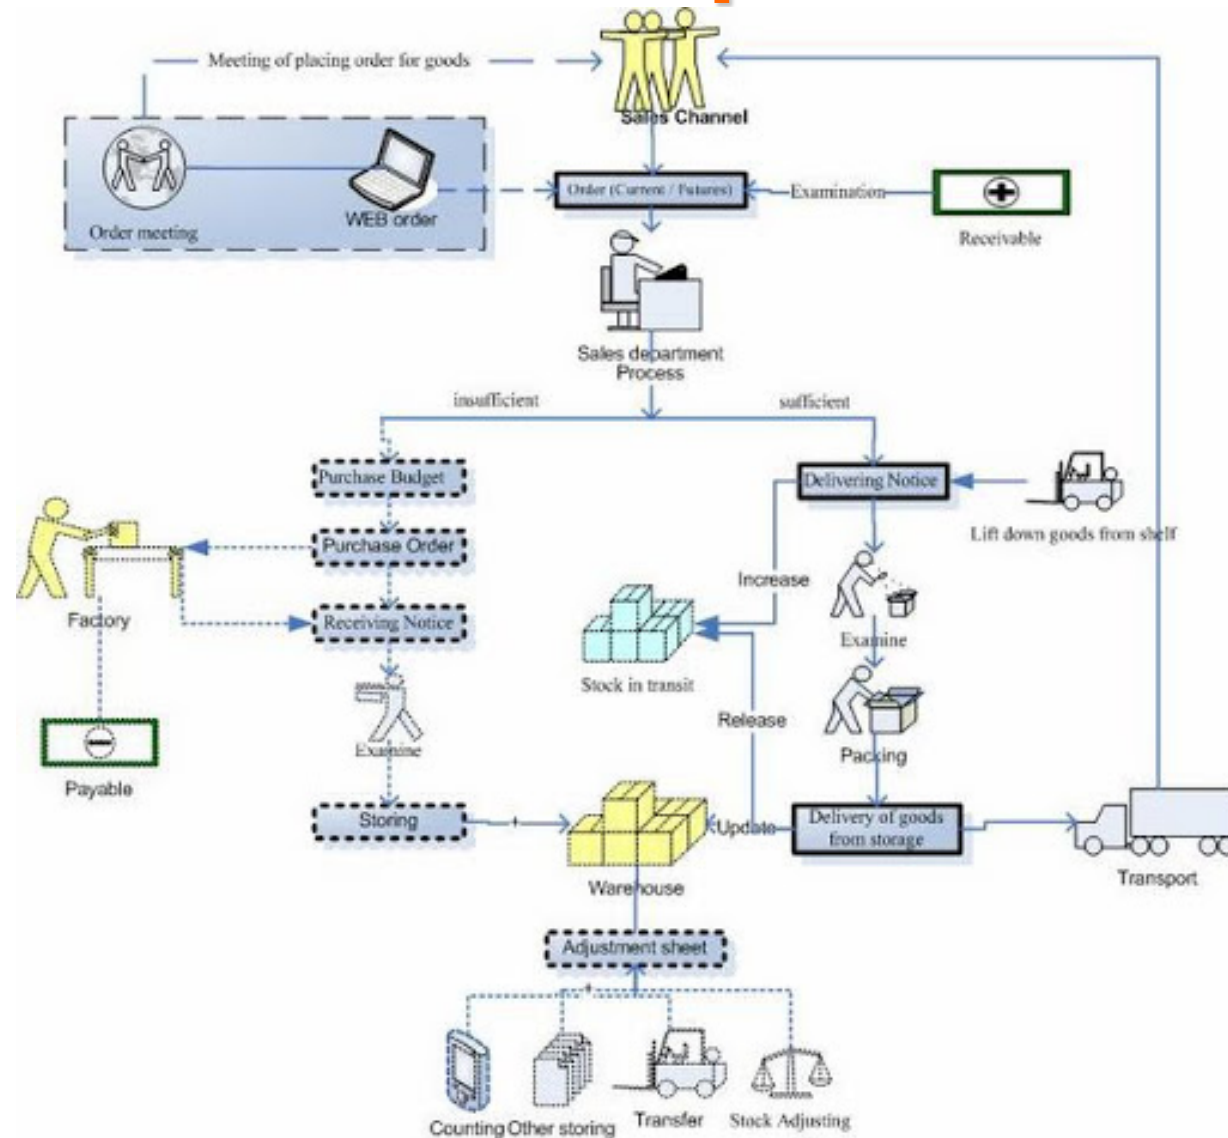 Meeting of placing order for goods
Sales Channel
Order (Current / Futures)
Examination
WEB order
Order meeting
Receivable
Sales department
Process
insufficient
sufficient
Purchase Budget
Delivering Notice
Lift down goods from shelf
Purchase Order
Increase
Factory
Receiving Notice
Examine
Stock in transit
Release
Examine
Packing
Payable
Storing
+
Update
Delivery of goods
from storage
Warehouse
Transport
Adjustment sheet
+
Counting
Other storing
Transfer
Stock Adjusting